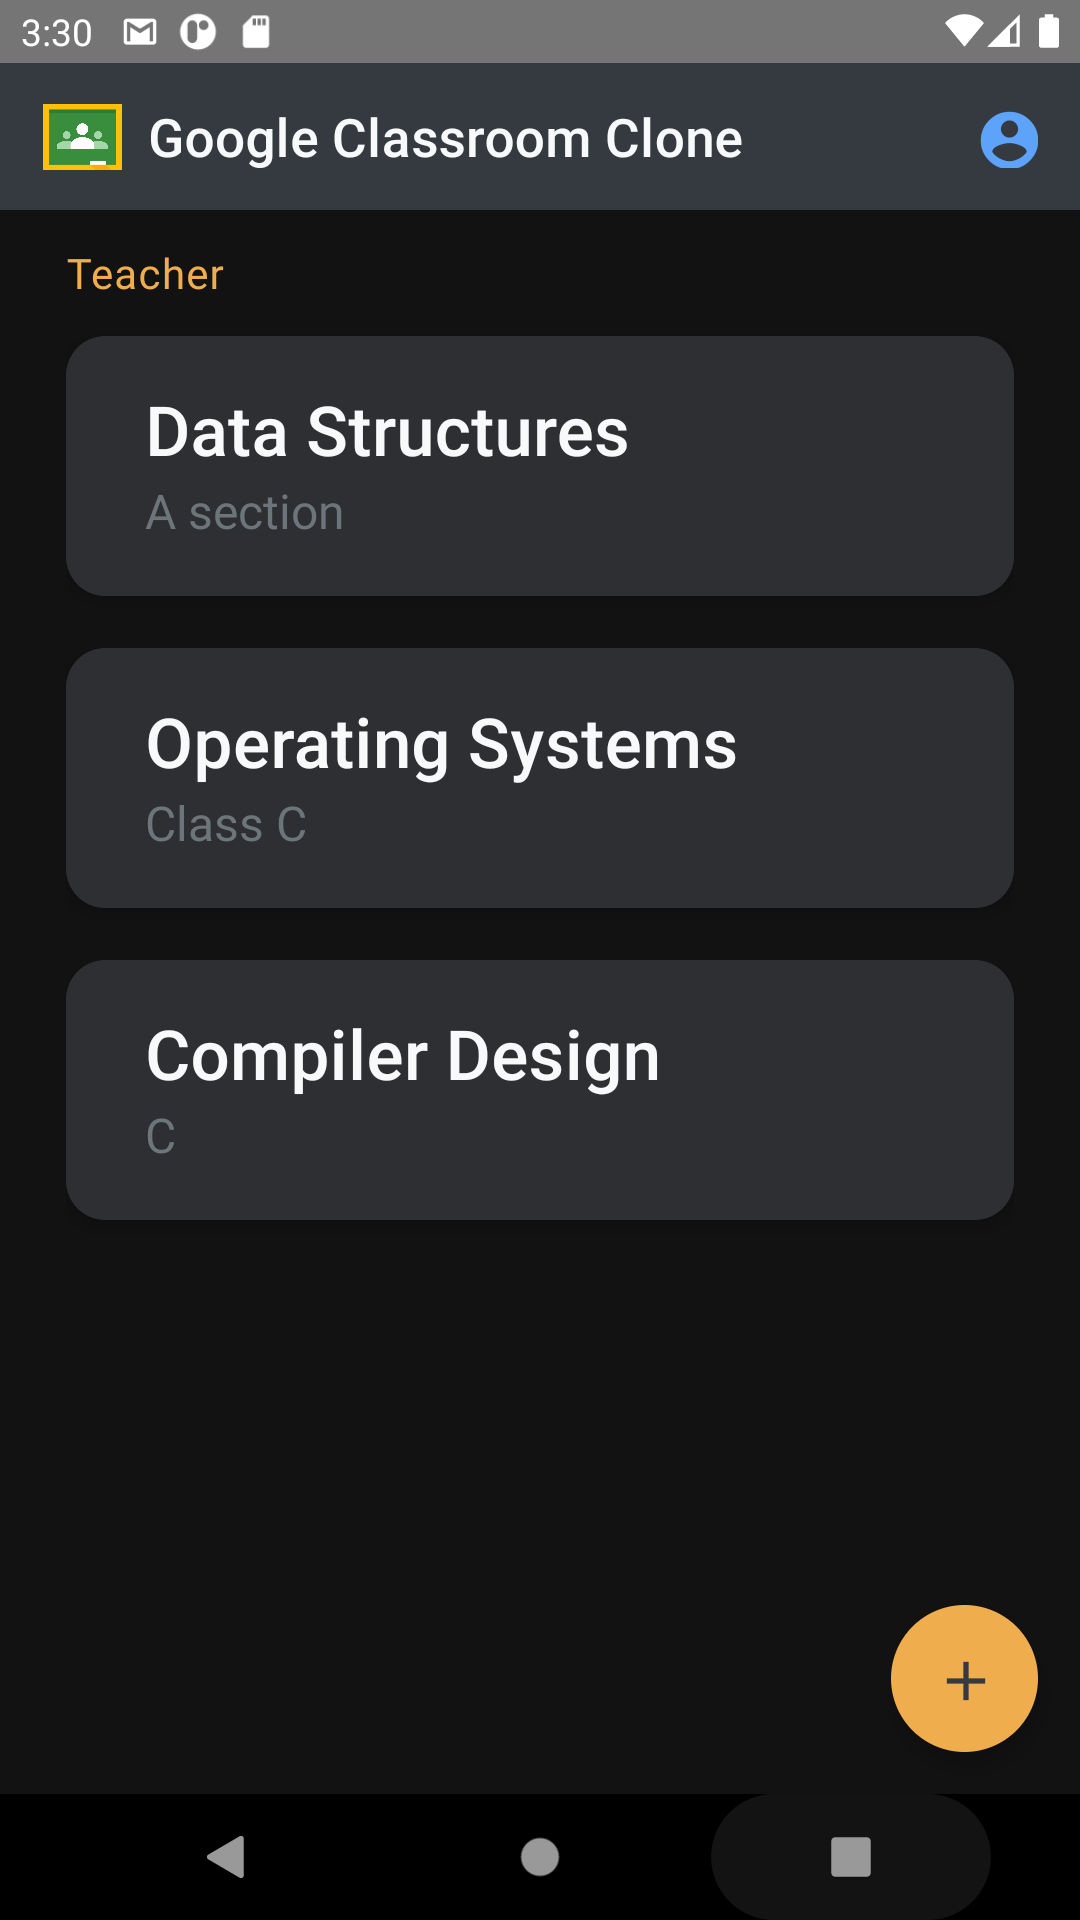 3:30
Google Classroom Clone
Teacher
Data Structures
A section
Operating Systems
Class C
Compiler Design
C